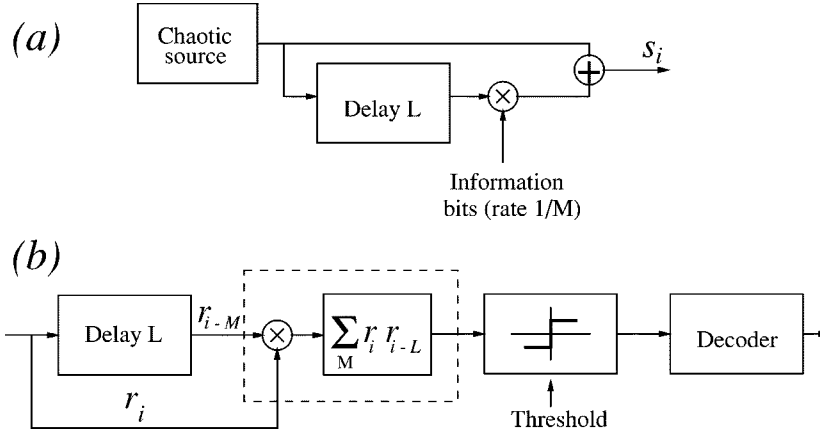 (a)
Chaotic
source
Delay L
×
+
s_i
Information
bits (rate 1/M)
(b)
Delay L
r_{i-M}
×
∑_M r_i r_{i-L}
Decoder
r_i
Threshold